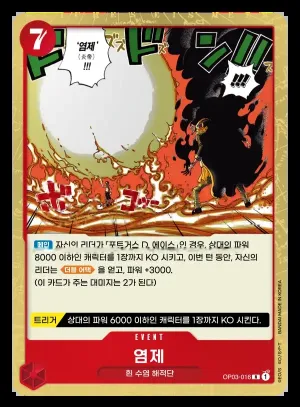 7
'염제'
(炎帝)
!!!
!!!
메인 자신의 리더가 「포트거스 D. 에이스」인 경우, 상대의 파워
8000 이하인 캐릭터를 1장까지 KO 시키고, 이번 턴 동안, 자신의
리더는 더블 어택 을 얻고, 파워 +3000.
(이 카드가 주는 대미지는 2가 된다)
트리거 상대의 파워 6000 이하인 캐릭터를 1장까지 KO 시킨다.
EVENT
염제
흰 수염 해적단
OP03-016 R 1